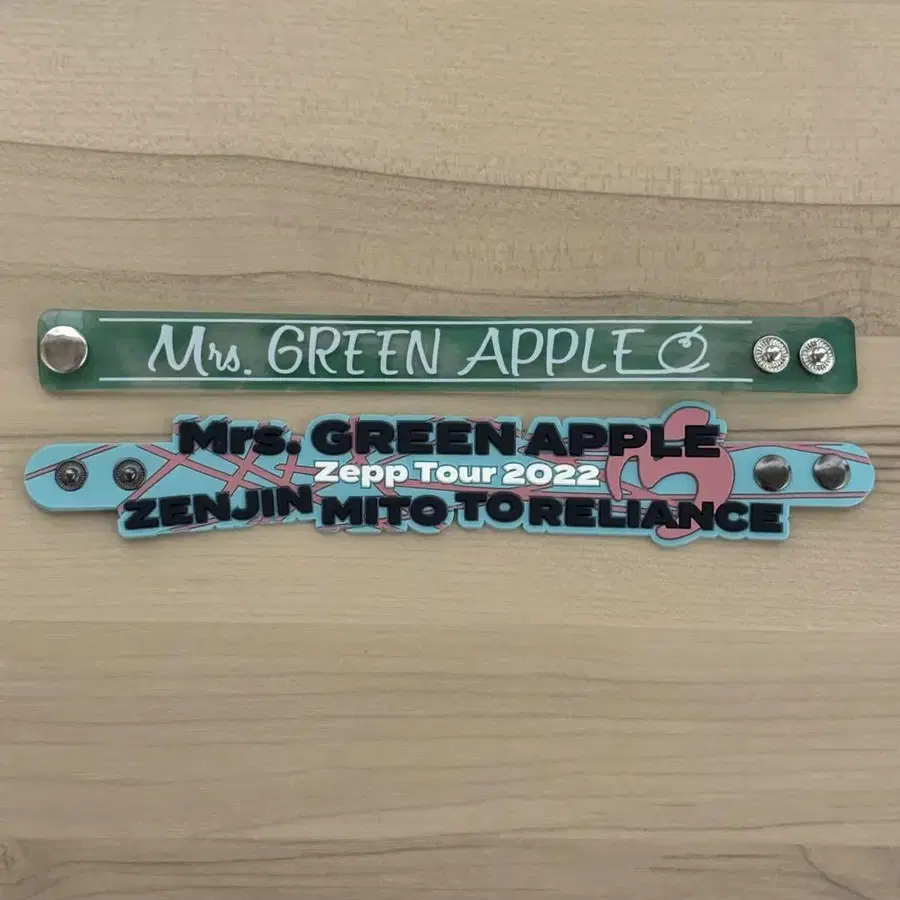 Mrs. GREEN APPLE
Mrs. GREEN APPLE
Zepp Tour 2022
ZENJIN MITO TO RELIANCE